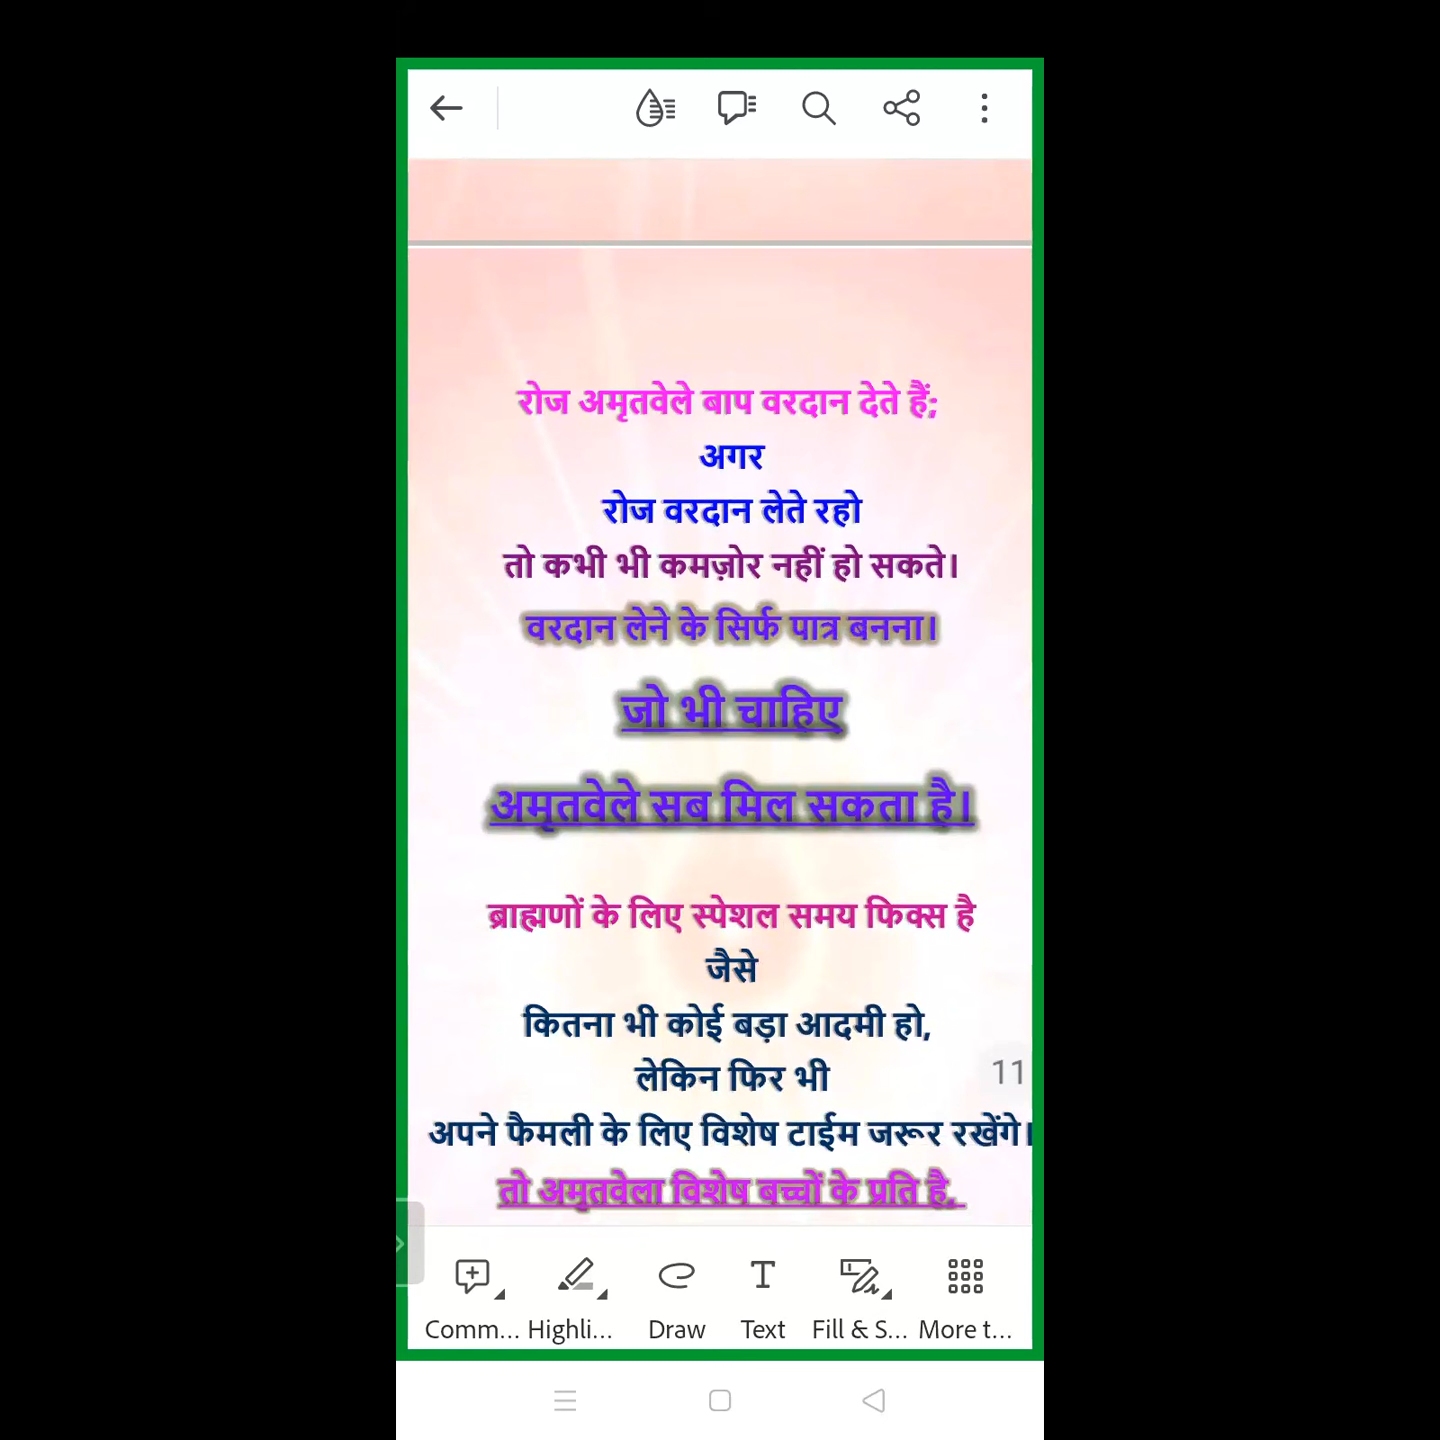 रोज अमृतवेले बाप वरदान देते हैं;
अगर
रोज वरदान लेते रहो
तो कभी भी कमज़ोर नहीं हो सकते।
वरदान लेने के सिर्फ पात्र बनना।
जो भी चाहिए
अमृतवेले सब मिल सकता है।
ब्राह्मणों के लिए स्पेशल समय फिक्स है
जैसे
कितना भी कोई बड़ा आदमी हो,
लेकिन फिर भी
11
अपने फैमली के लिए विशेष टाईम जरूर रखेंगे।
तो अमृतवेला विशेष बच्चों के प्रति है,
Comm... Highli... Draw Text Fill & S... More t...